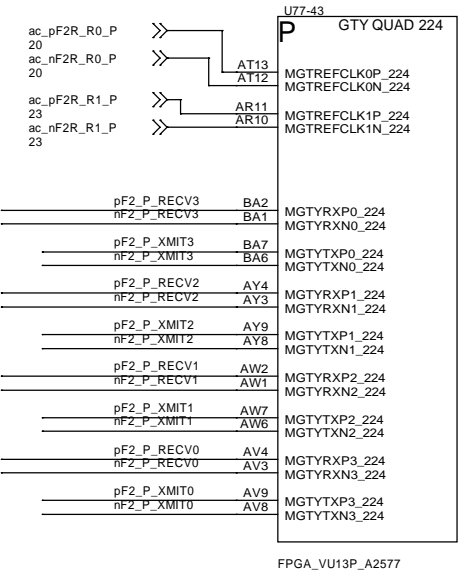 U77-43
P GTY QUAD 224
ac_pF2R_R0_P
20
ac_nF2R_R0_P
20
ac_pF2R_R1_P
23
ac_nF2R_R1_P
23
AT13 MGTREFCLK0P_224
AT12 MGTREFCLK0N_224
AR11 MGTREFCLK1P_224
AR10 MGTREFCLK1N_224
pF2_P_RECV3 BA2 MGTYRXP0_224
nF2_P_RECV3 BA1 MGTYRXN0_224
pF2_P_XMIT3 BA7 MGTYTXP0_224
nF2_P_XMIT3 BA6 MGTYTXN0_224
pF2_P_RECV2 AY4 MGTYRXP1_224
nF2_P_RECV2 AY3 MGTYRXN1_224
pF2_P_XMIT2 AY9 MGTYTXP1_224
nF2_P_XMIT2 AY8 MGTYTXN1_224
pF2_P_RECV1 AW2 MGTYRXP2_224
nF2_P_RECV1 AW1 MGTYRXN2_224
pF2_P_XMIT1 AW7 MGTYTXP2_224
nF2_P_XMIT1 AW6 MGTYTXN2_224
pF2_P_RECV0 AV4 MGTYRXP3_224
nF2_P_RECV0 AV3 MGTYRXN3_224
pF2_P_XMIT0 AV9 MGTYTXP3_224
nF2_P_XMIT0 AV8 MGTYTXN3_224
FPGA_VU13P_A2577